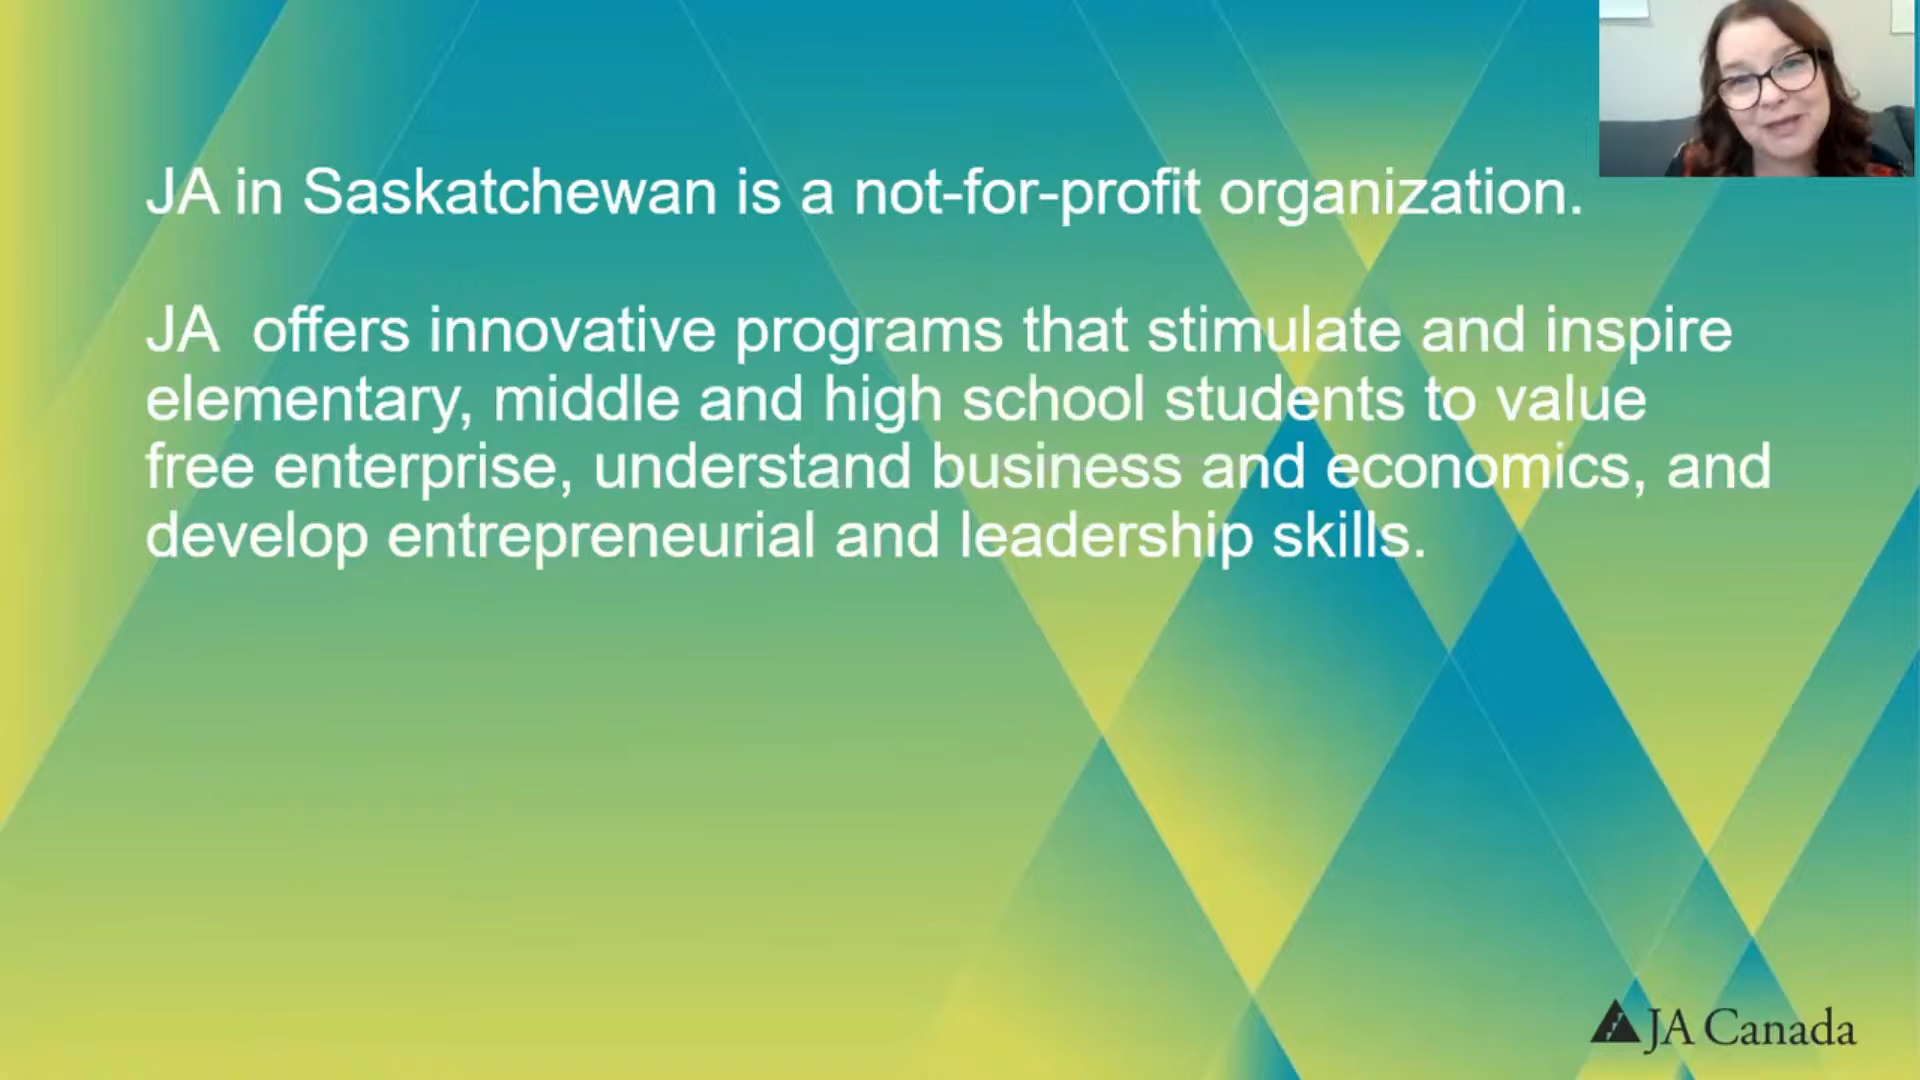 JA in Saskatchewan is a not-for-profit organization.
JA  offers innovative programs that stimulate and inspire
elementary, middle and high school students to value
free enterprise, understand business and economics, and
develop entrepreneurial and leadership skills.
JA Canada